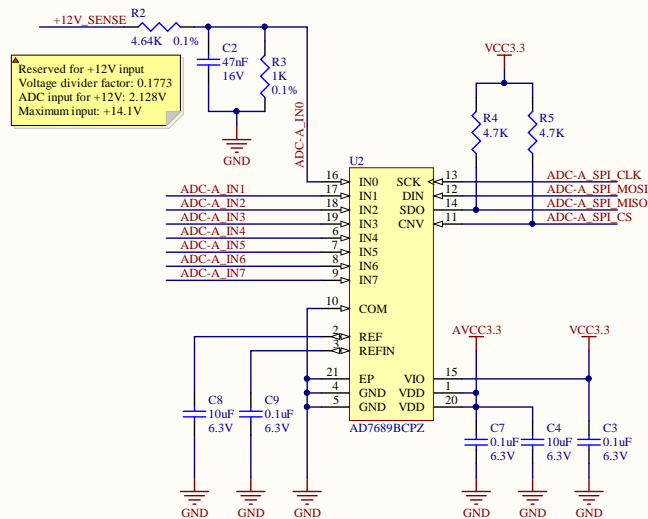 +12V_SENSE
R2
4.64K 0.1%
C2
47nF
16V
R3
1K
0.1%
Reserved for +12V input
Voltage divider factor: 0.1773
ADC input for +12V: 2.128V
Maximum input: +14.1V
GND
ADC-A_IN0
VCC3.3
R4
4.7K
R5
4.7K
U2
16 IN0 SCK 13 ADC-A_SPI_CLK
ADC-A_IN1 17 IN1 DIN 12 ADC-A_SPI_MOSI
ADC-A_IN2 18 IN2 SDO 14 ADC-A_SPI_MISO
ADC-A_IN3 19 IN3 CNV 11 ADC-A_SPI_CS
ADC-A_IN4 6 IN4
ADC-A_IN5 7 IN5
ADC-A_IN6 8 IN6
ADC-A_IN7 9 IN7
10 COM
2 REF
3 REFIN
AVCC3.3
VCC3.3
21 EP VIO 15
4 GND VDD 1
5 GND VDD 20
AD7689BCPZ
C8
10uF
6.3V
C9
0.1uF
6.3V
C7
0.1uF
6.3V
C4
10uF
6.3V
C3
0.1uF
6.3V
GND
GND
GND
GND
GND
GND